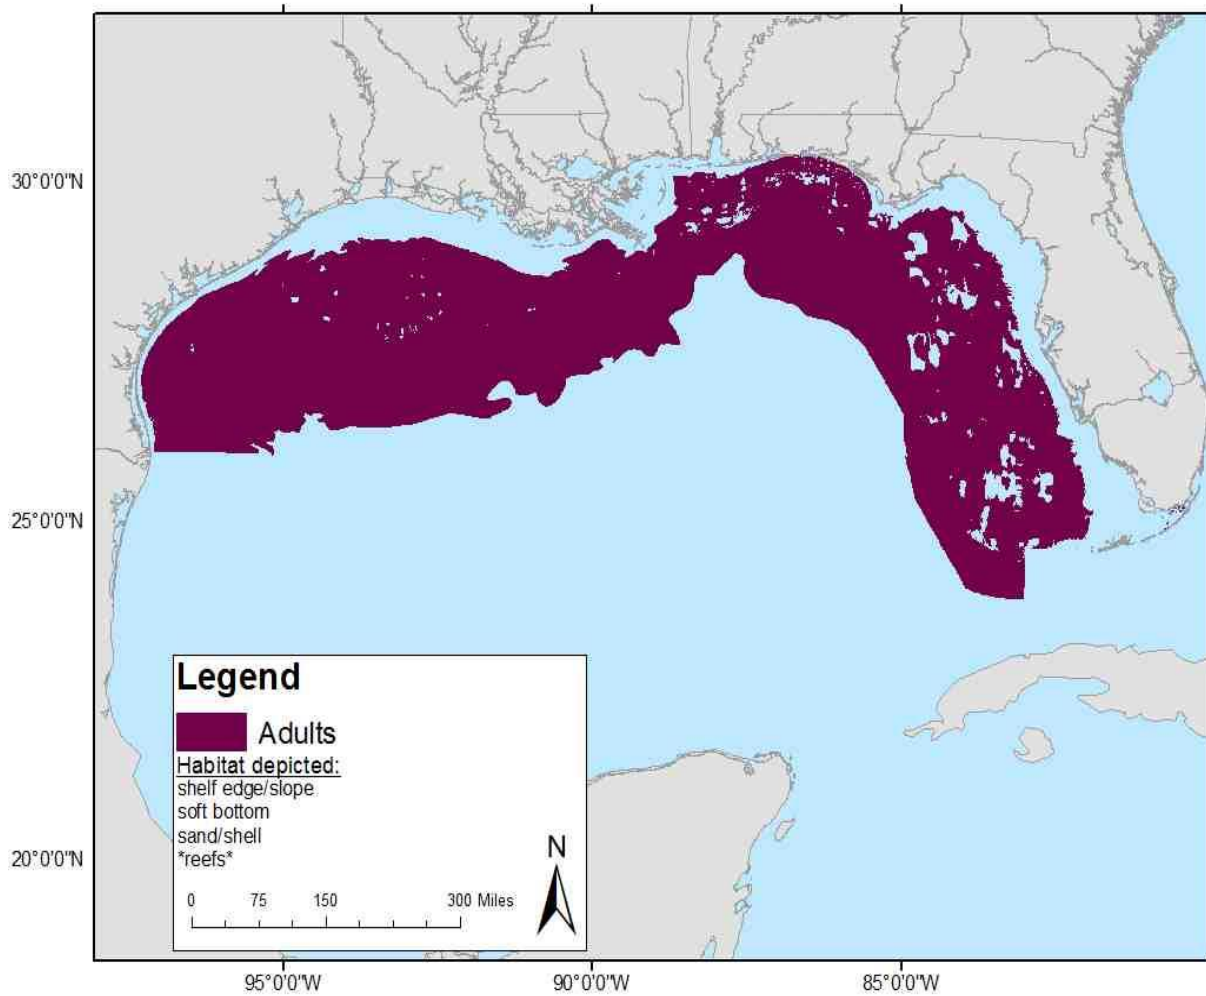 30°0'0"N
25°0'0"N
Legend
Adults
Habitat depicted:
shelf edge/slope
soft bottom
sand/shell
*reefs*
N
20°0'0"N
0 75 150 300 Miles
95°0'0"W 90°0'0"W 85°0'0"W